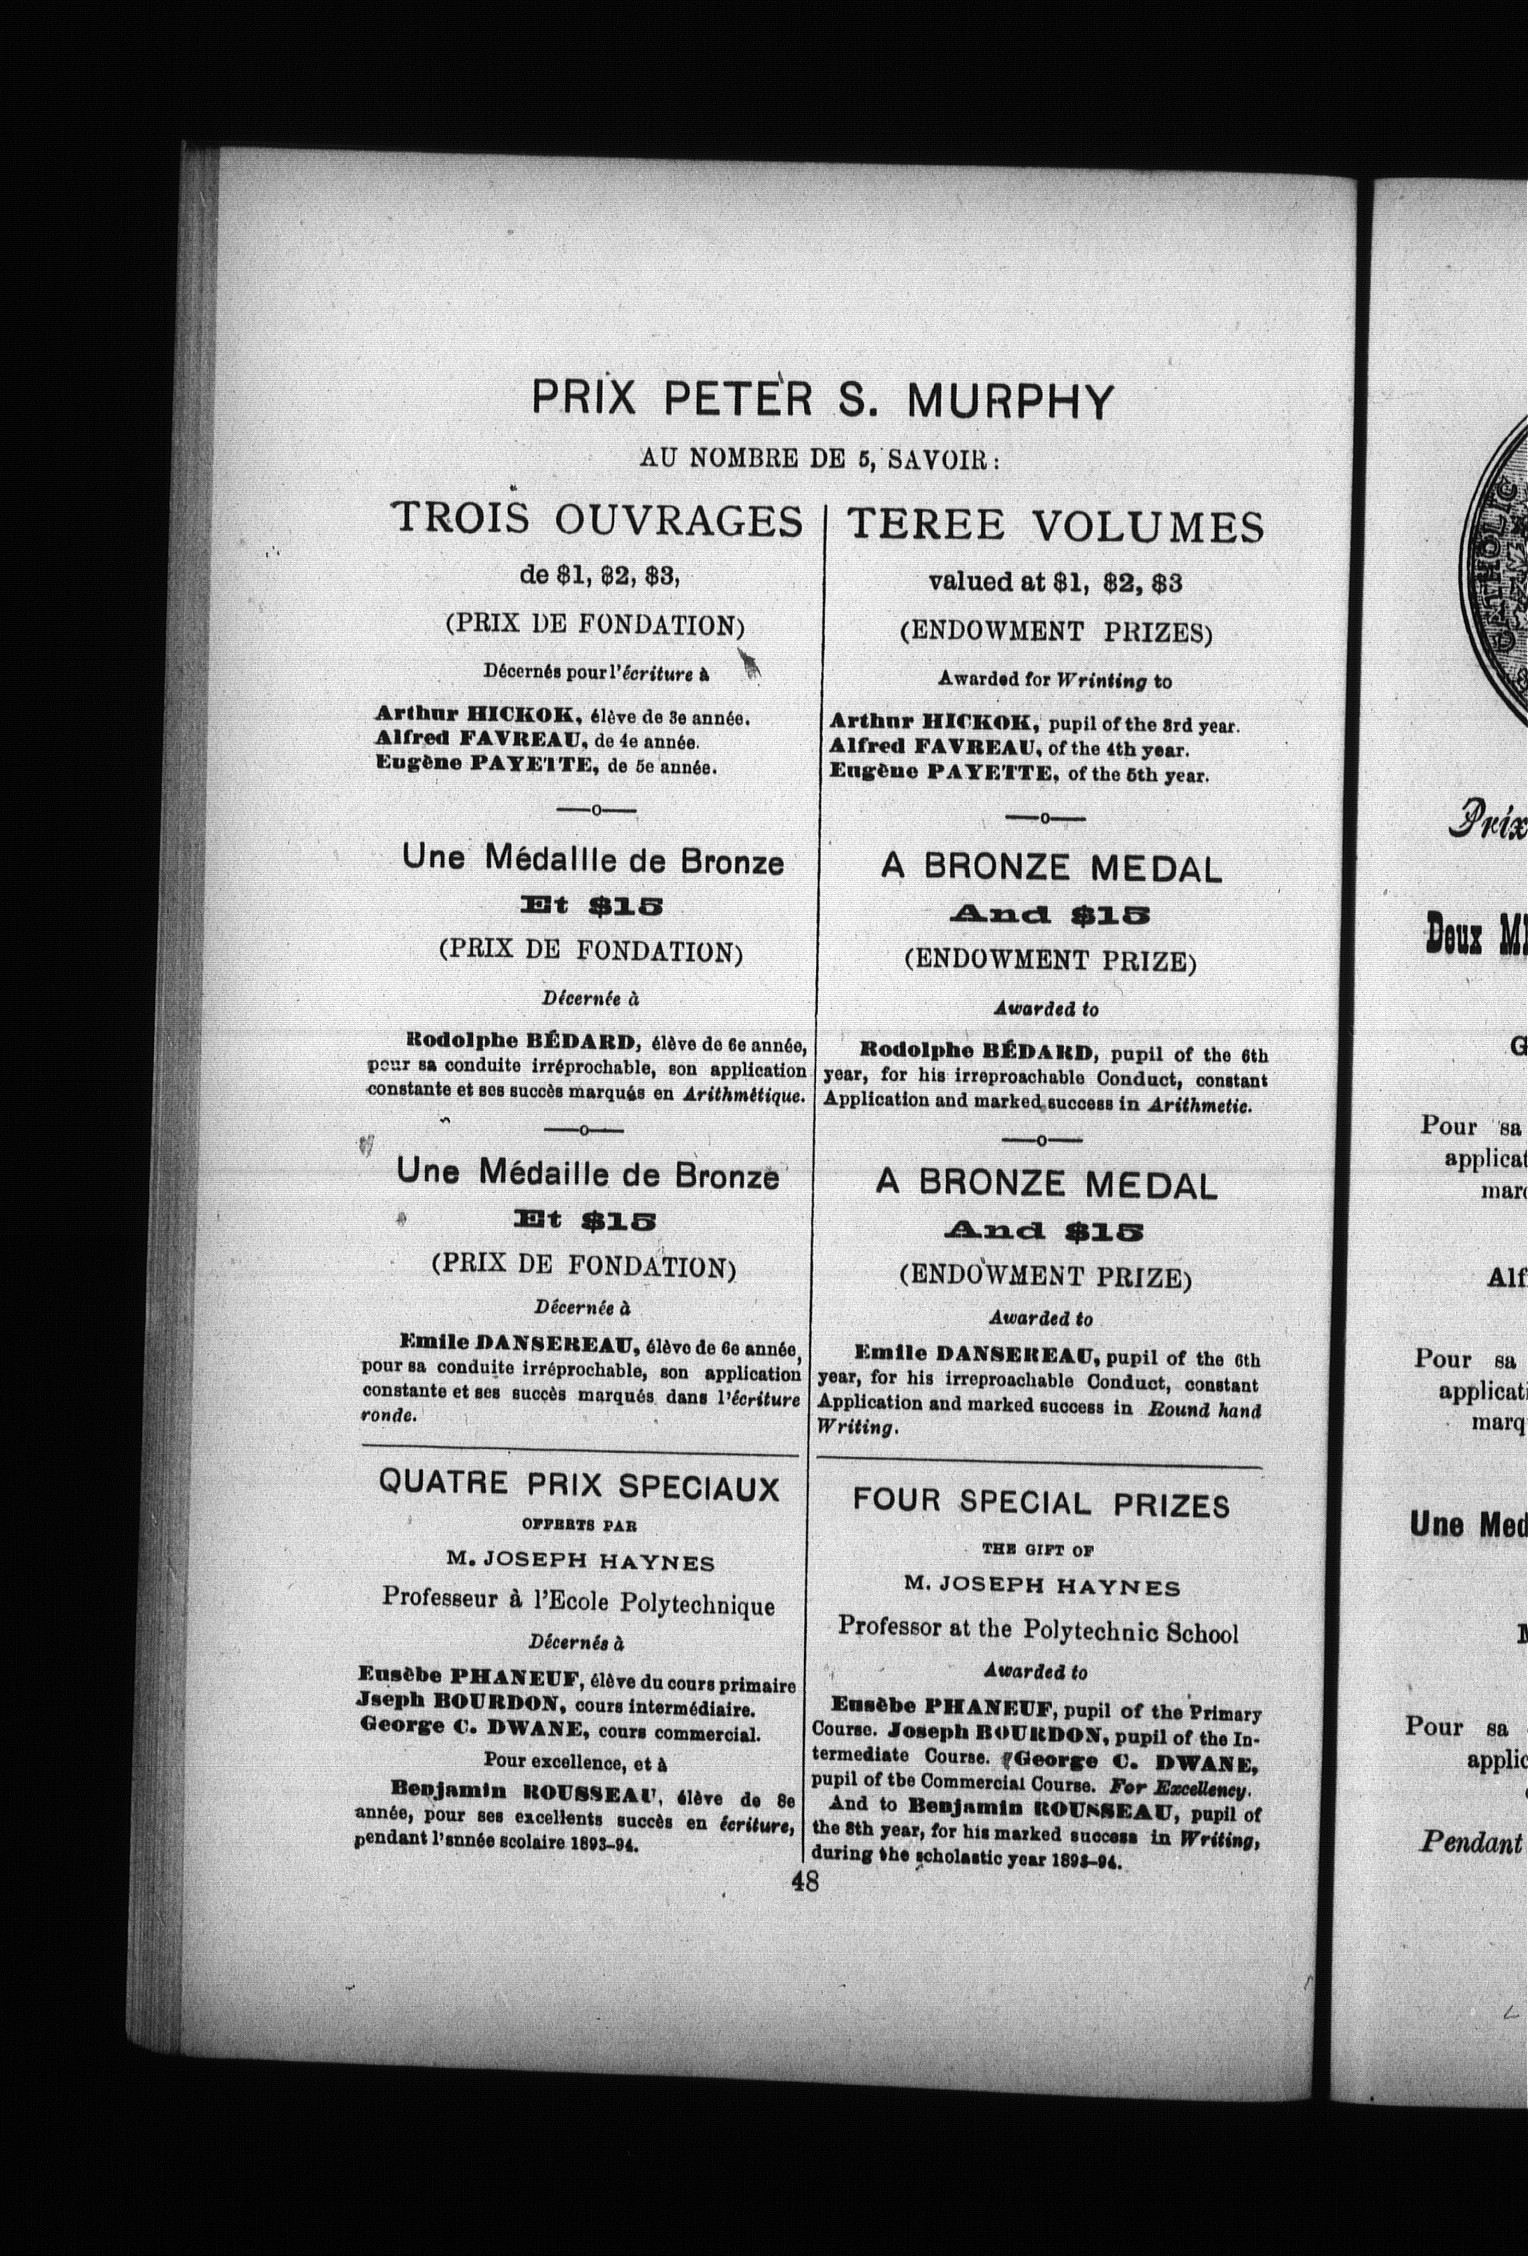 PRIX PETER S. MURPHY
AU NOMBRE DE 5, SAVOIR:
TROIS OUVRAGES
de $1, $2, $3,
(PRIX DE FONDATION)
Décernés pour l'écriture à
Arthur HICKOK, élève de 3e année.
Alfred FAVREAU, de 4e année.
Eugène PAYETTE, de 5e année.
—o—
Une Médallle de Bronze
Et $15
(PRIX DE FONDATION)
Décernée à
Rodolphe BÉDARD, élève de 6e année,
pour sa conduite irréprochable, son application
constante et ses succès marqués en Arithmétique.
—o—
Une Médaille de Bronze
Et $15
(PRIX DE FONDATION)
Décernée à
Emile DANSEREAU, élève de 6e année,
pour sa conduite irréprochable, son application
constante et ses succès marqués dans l'écriture
ronde.
QUATRE PRIX SPECIAUX
OFFERTS PAR
M. JOSEPH HAYNES
Professeur à l'Ecole Polytechnique
Décernés à
Eusèbe PHANEUF, élève du cours primaire
Jseph BOURDON, cours intermédiaire.
George C. DWANE, cours commercial.
Pour excellence, et à
Benjamin ROUSSEAU, élève de 8e
année, pour ses excellents succès en écriture,
pendant l'année scolaire 1893-94.
TEREE VOLUMES
valued at $1, $2, $3
(ENDOWMENT PRIZES)
Awarded for Wrinting to
Arthur HICKOK, pupil of the 3rd year.
Alfred FAVREAU, of the 4th year.
Eugène PAYETTE, of the 5th year.
—o—
A BRONZE MEDAL
And $15
(ENDOWMENT PRIZE)
Awarded to
Rodolphe BÉDARD, pupil of the 6th
year, for his irreproachable Conduct, constant
Application and marked success in Arithmetic.
—o—
A BRONZE MEDAL
And $15
(ENDOWMENT PRIZE)
Awarded to
Emile DANSEREAU, pupil of the 6th
year, for his irreproachable Conduct, constant
Application and marked success in Round hand
Writing.
FOUR SPECIAL PRIZES
THE GIFT OF
M. JOSEPH HAYNES
Professor at the Polytechnic School
Awarded to
Eusèbe PHANEUF, pupil of the Primary
Course. Joseph BOURDON, pupil of the In-
termediate Course. George C. DWANE,
pupil of the Commercial Course. For Excellency.
And to Benjamin ROUSSEAU, pupil of
the 8th year, for his marked success in Writing,
during the scholastic year 1893-94.
48
CATHOLIC
Prix
Deux
Pour sa
Pour sa
Une
Pour sa
Pendant